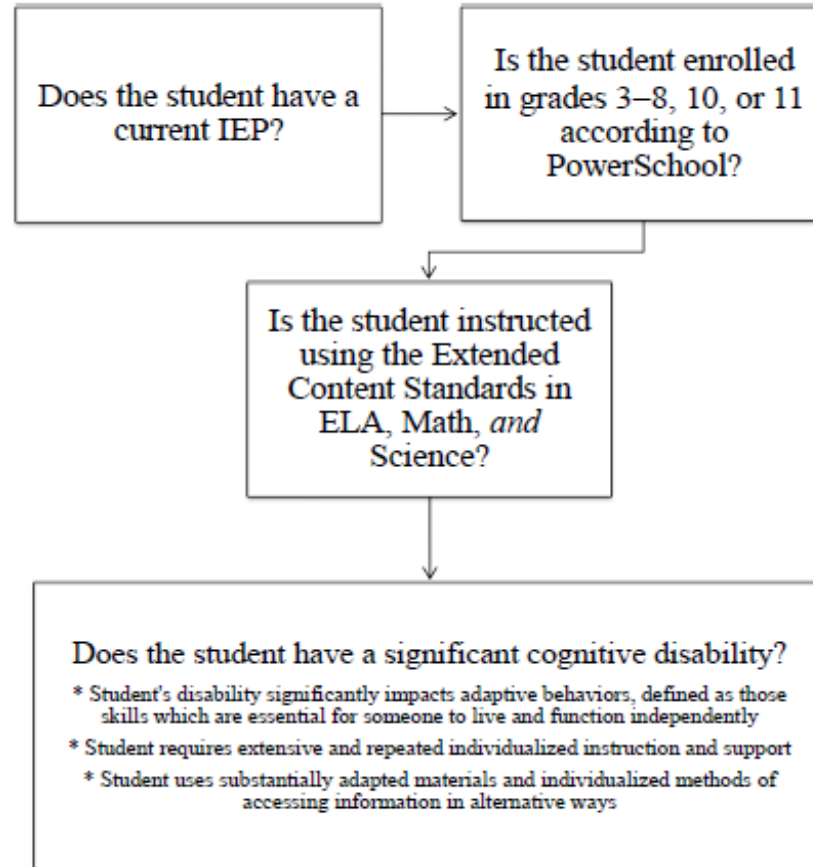 Does the student have a
current IEP?
Is the student enrolled
in grades 3–8, 10, or 11
according to
PowerSchool?
Is the student instructed
using the Extended
Content Standards in
ELA, Math, and
Science?
Does the student have a significant cognitive disability?
* Student's disability significantly impacts adaptive behaviors, defined as those
skills which are essential for someone to live and function independently
* Student requires extensive and repeated individualized instruction and support
* Student uses substantially adapted materials and individualized methods of
accessing information in alternative ways